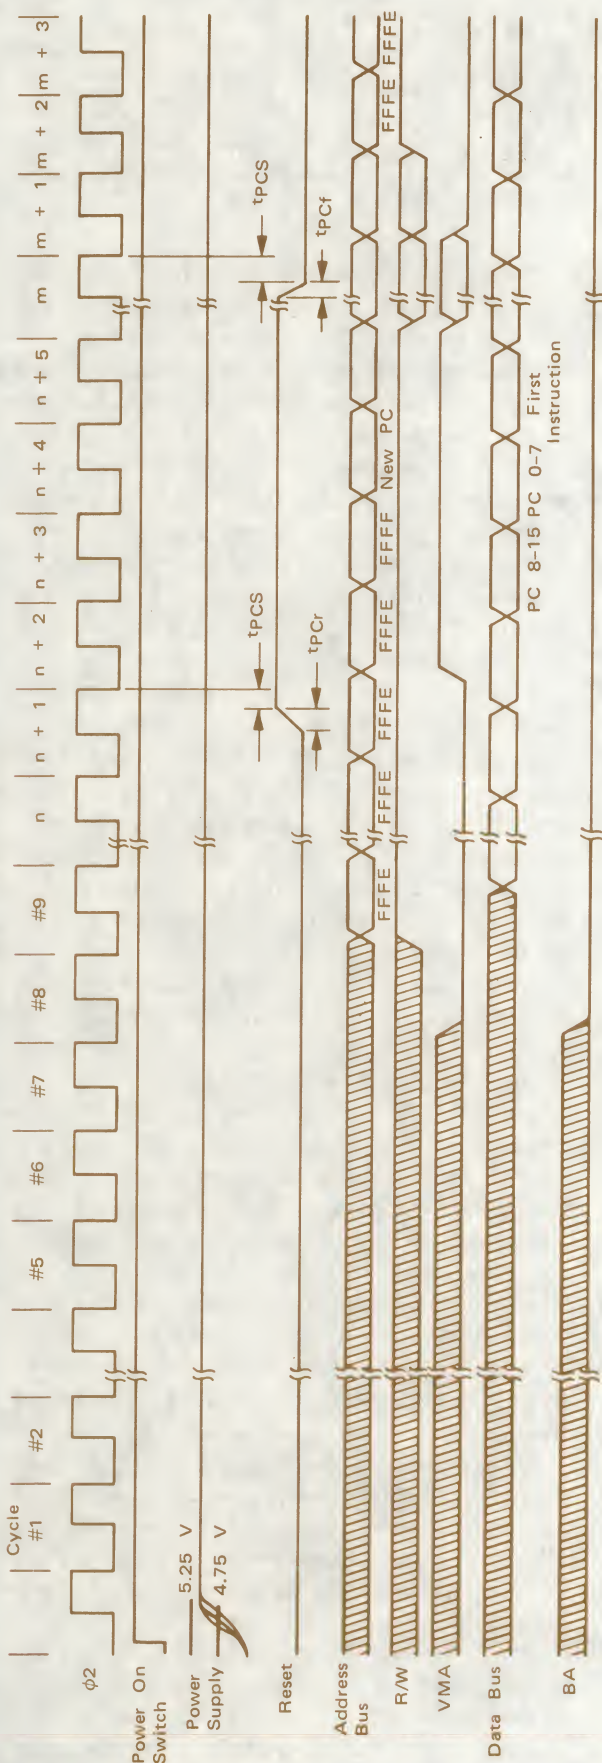 Cycle
#1 #2 #5 #6 #7 #8 #9 n n + 1 n + 2 n + 3 n + 4 n + 5 m m + 1 m + 2 m + 3
φ2
Power On
Switch
Power
Supply
5.25 V
4.75 V
Reset
tPCS
tPCr
tPCS
tPCf
Address
Bus
FFFE FFFE FFFE FFFE FFFF New PC FFFE FFFE
R/W
VMA
Data Bus
PC 8-15 PC 0-7 First
Instruction
BA